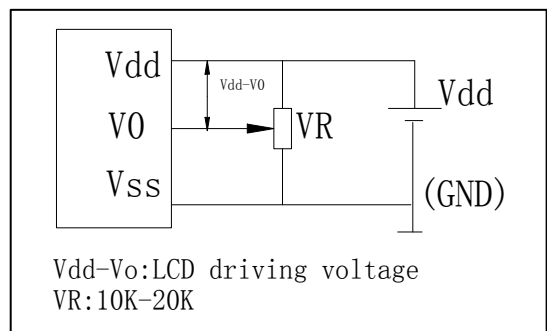 Vdd
Vdd-V0
Vdd
V0
VR
Vss
(GND)
Vdd-Vo:LCD driving voltage
VR:10K-20K